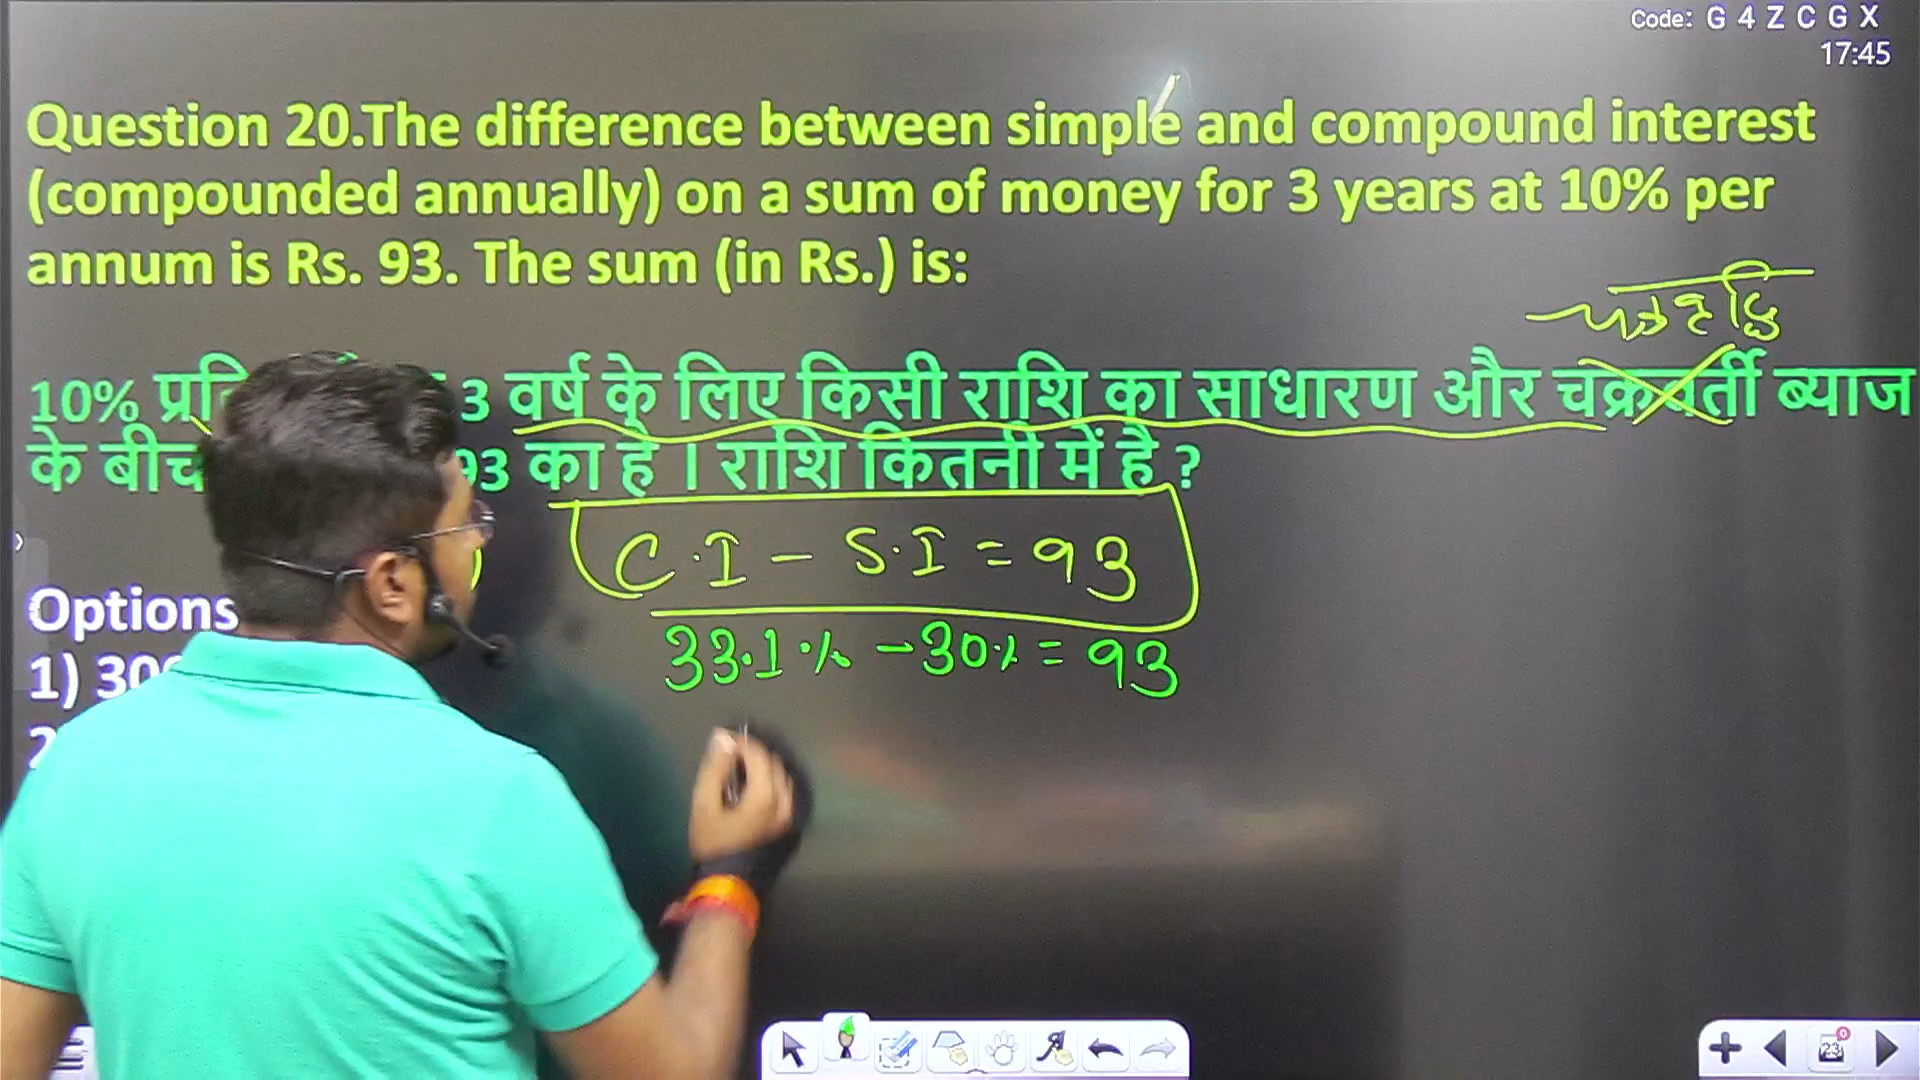 Code: G 4 Z C G X
17:45
Question 20.The difference between simple and compound interest
(compounded annually) on a sum of money for 3 years at 10% per
annum is Rs. 93. The sum (in Rs.) is:
10% 3 वर्ष के लिए किसी राशि का साधारण और चक्रवर्ती ब्याज
के बीच 93 का है । राशि कितनी में है ?
C.I - S.I = 93
33.1% - 30% = 93
Options
1) 30
2